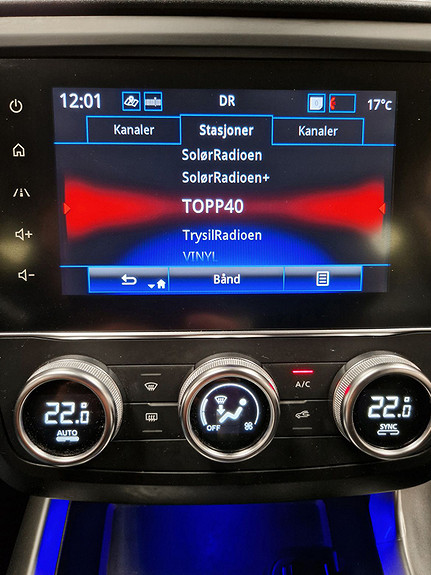 12:01 DR 17°c
Kanaler Stasjoner Kanaler
SolørRadioen
SolørRadioen+
TOPP40
TrysilRadioen
VINYL
Bånd
A/C
22.0 22.0
AUTO OFF SYNC